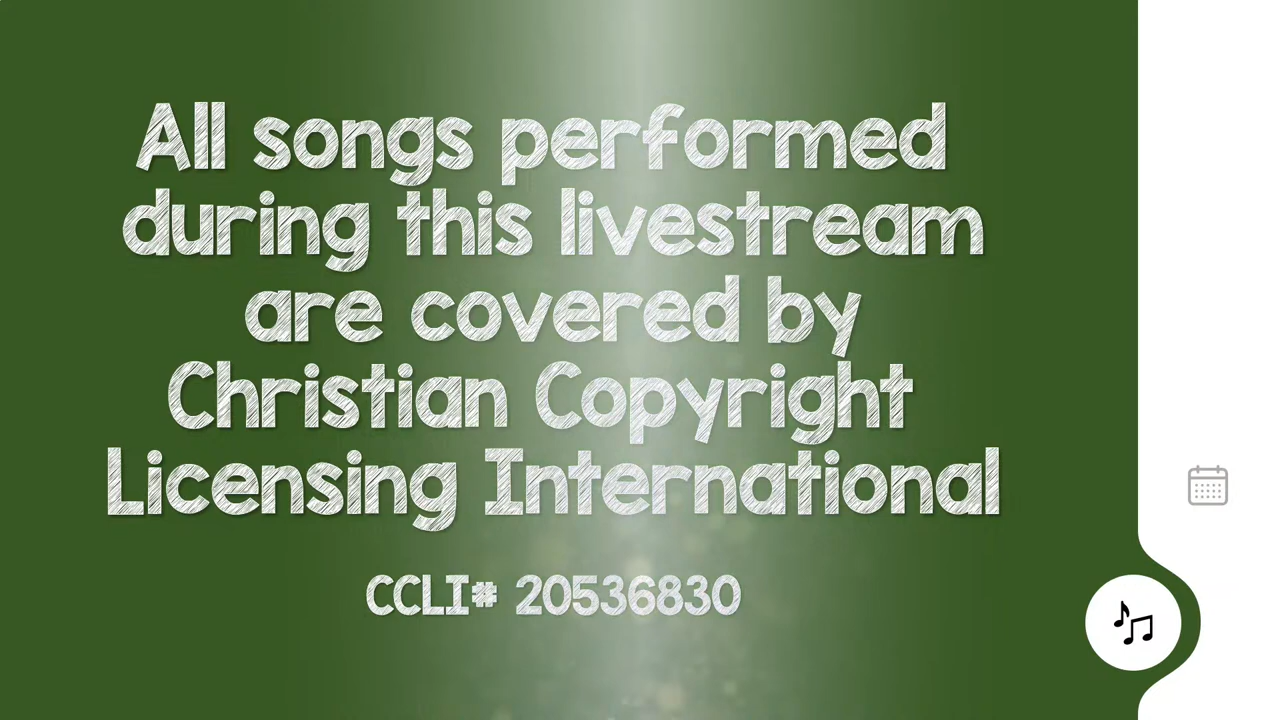 All songs performed
during this livestream
are covered by
Christian Copyright
Licensing International
CCLI# 20536830